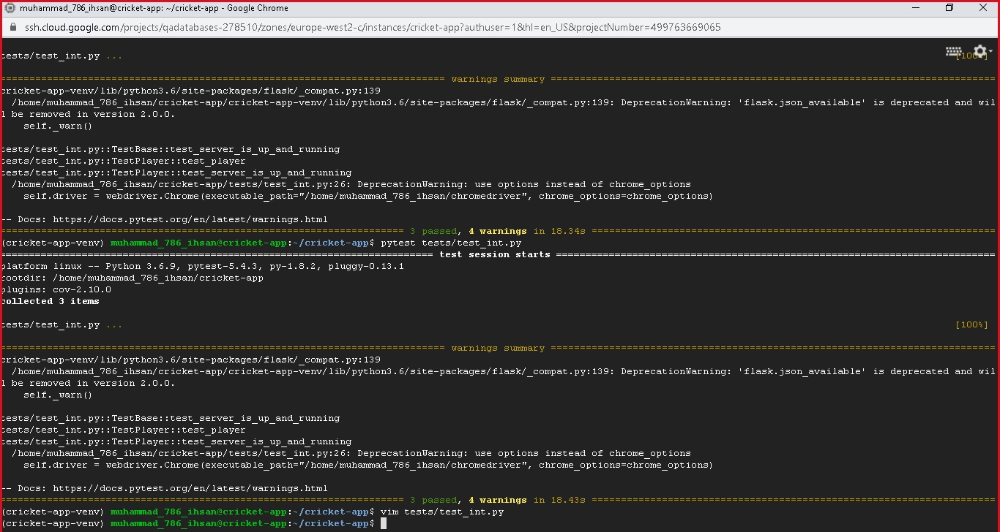 muhammad_786_ihsan@cricket-app: ~/cricket-app - Google Chrome
ssh.cloud.google.com/projects/qadatabases-278510/zones/europe-west2-c/instances/cricket-app?authuser=1&hl=en_US&projectNumber=499763669065
tests/test_int.py ... [100%]
============================================================================ warnings summary ============================================================================
cricket-app-venv/lib/python3.6/site-packages/flask/_compat.py:139
/home/muhammad_786_ihsan/cricket-app/cricket-app-venv/lib/python3.6/site-packages/flask/_compat.py:139: DeprecationWarning: 'flask.json_available' is deprecated and wil
l be removed in version 2.0.0.
self._warn()
tests/test_int.py::TestBase::test_server_is_up_and_running
tests/test_int.py::TestPlayer::test_player
tests/test_int.py::TestPlayer::test_server_is_up_and_running
/home/muhammad_786_ihsan/cricket-app/tests/test_int.py:26: DeprecationWarning: use options instead of chrome_options
self.driver = webdriver.Chrome(executable_path="/home/muhammad_786_ihsan/chromedriver", chrome_options=chrome_options)
-- Docs: https://docs.pytest.org/en/latest/warnings.html
===================================================================== 3 passed, 4 warnings in 18.34s =====================================================================
(cricket-app-venv) muhammad_786_ihsan@cricket-app:~/cricket-app$ pytest tests/test_int.py
========================================================================== test session starts ===========================================================================
platform linux -- Python 3.6.9, pytest-5.4.3, py-1.8.2, pluggy-0.13.1
rootdir: /home/muhammad_786_ihsan/cricket-app
plugins: cov-2.10.0
collected 3 items
tests/test_int.py ... [100%]
============================================================================ warnings summary ============================================================================
cricket-app-venv/lib/python3.6/site-packages/flask/_compat.py:139
/home/muhammad_786_ihsan/cricket-app/cricket-app-venv/lib/python3.6/site-packages/flask/_compat.py:139: DeprecationWarning: 'flask.json_available' is deprecated and wil
l be removed in version 2.0.0.
self._warn()
tests/test_int.py::TestBase::test_server_is_up_and_running
tests/test_int.py::TestPlayer::test_player
tests/test_int.py::TestPlayer::test_server_is_up_and_running
/home/muhammad_786_ihsan/cricket-app/tests/test_int.py:26: DeprecationWarning: use options instead of chrome_options
self.driver = webdriver.Chrome(executable_path="/home/muhammad_786_ihsan/chromedriver", chrome_options=chrome_options)
-- Docs: https://docs.pytest.org/en/latest/warnings.html
===================================================================== 3 passed, 4 warnings in 18.43s =====================================================================
(cricket-app-venv) muhammad_786_ihsan@cricket-app:~/cricket-app$ vim tests/test_int.py
(cricket-app-venv) muhammad_786_ihsan@cricket-app:~/cricket-app$